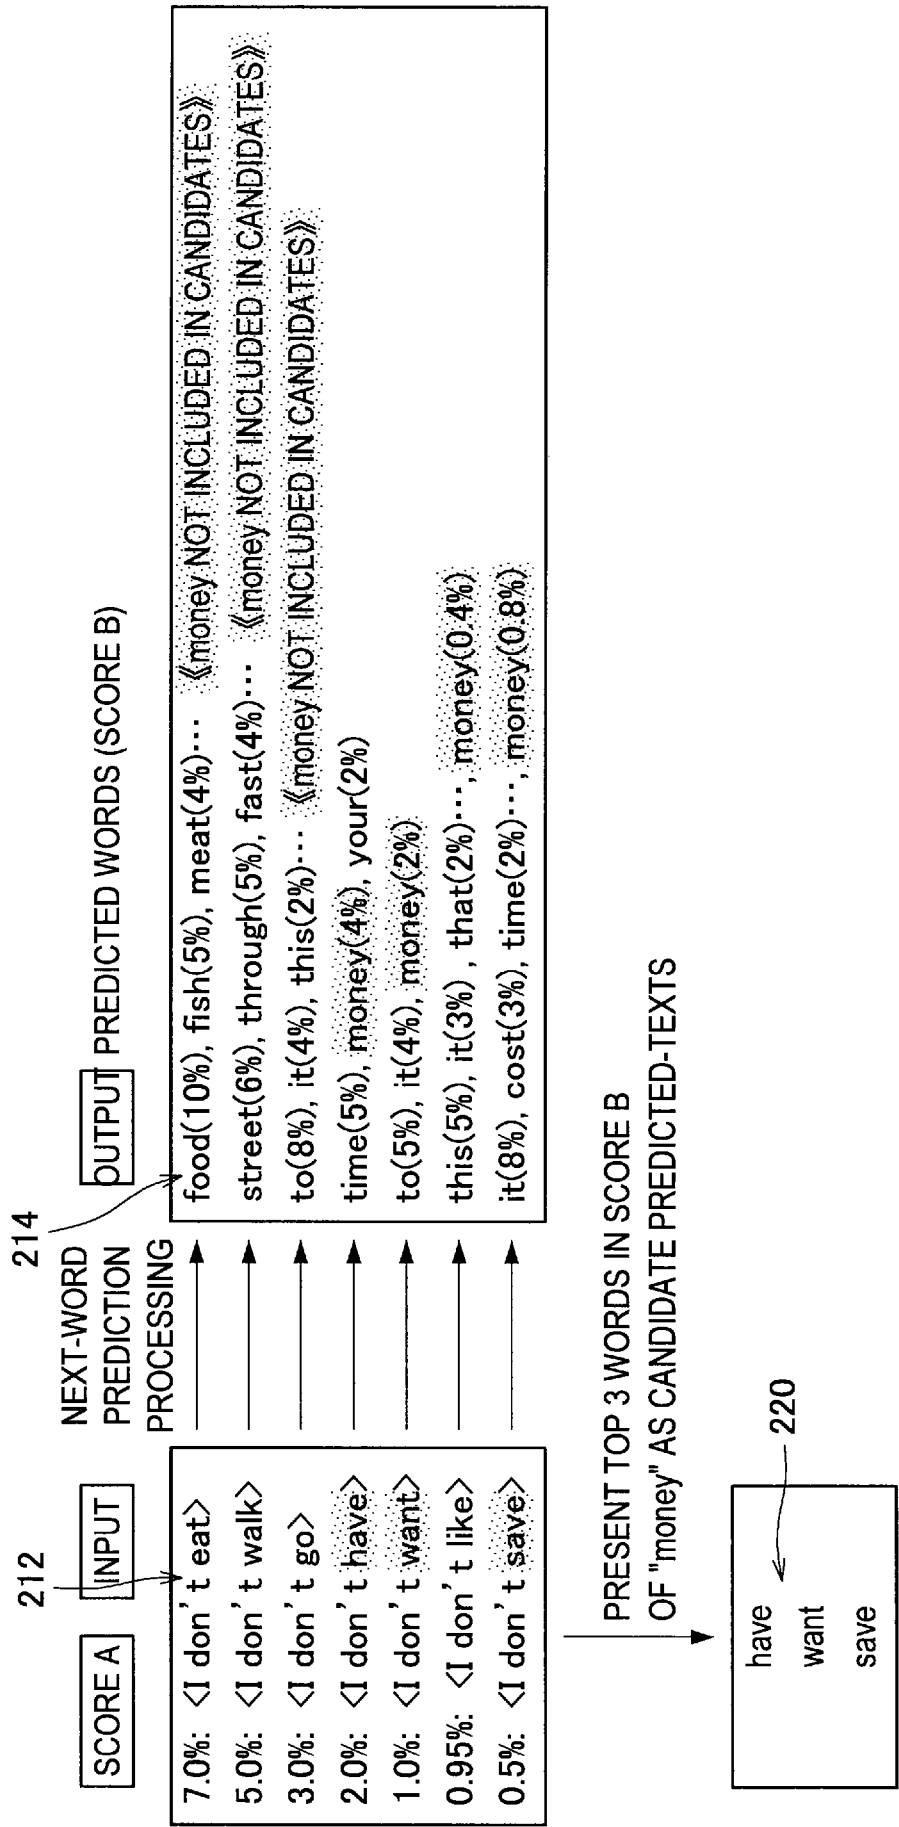 212
214
SCORE A
INPUT
NEXT-WORD
PREDICTION
PROCESSING
OUTPUT PREDICTED WORDS (SCORE B)
7.0%: 〈I don't eat〉
5.0%: 〈I don't walk〉
3.0%: 〈I don't go〉
2.0%: 〈I don't have〉
1.0%: 〈I don't want〉
0.95%: 〈I don't like〉
0.5%: 〈I don't save〉
food(10%), fish(5%), meat(4%)··· 《money NOT INCLUDED IN CANDIDATES》
street(6%), through(5%), fast(4%)··· 《money NOT INCLUDED IN CANDIDATES》
to(8%), it(4%), this(2%)··· 《money NOT INCLUDED IN CANDIDATES》
time(5%), money(4%), your(2%)
to(5%), it(4%), money(2%)
this(5%), it(3%) , that(2%)···, money(0.4%)
it(8%), cost(3%), time(2%)···, money(0.8%)
PRESENT TOP 3 WORDS IN SCORE B
OF "money" AS CANDIDATE PREDICTED-TEXTS
220
have
want
save